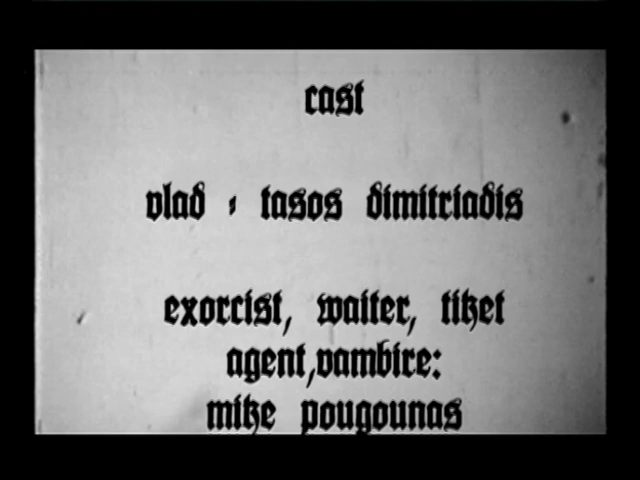 cast
vlad : tasos dimitriadis
exorcist, waiter, tiket
agent,vambire:
mike pougounas